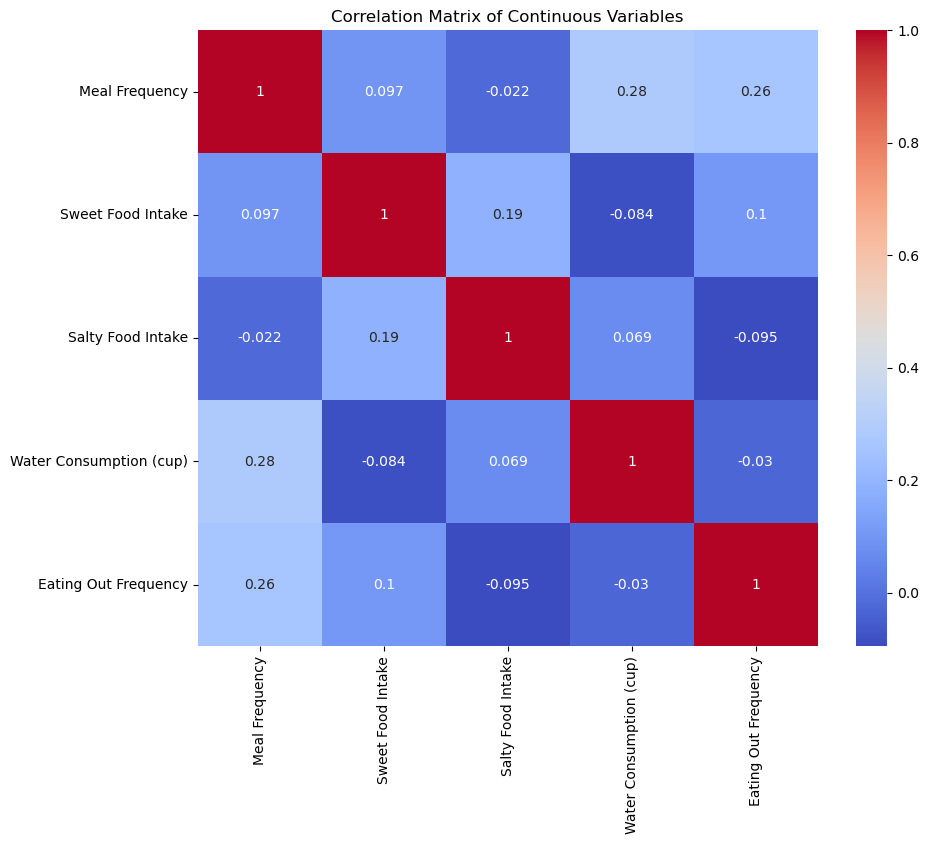 Correlation Matrix of Continuous Variables
Meal Frequency 1 0.097 -0.022 0.28 0.26
Sweet Food Intake 0.097 1 0.19 -0.084 0.1
Salty Food Intake -0.022 0.19 1 0.069 -0.095
Water Consumption (cup) 0.28 -0.084 0.069 1 -0.03
Eating Out Frequency 0.26 0.1 -0.095 -0.03 1
Meal Frequency
Sweet Food Intake
Salty Food Intake
Water Consumption (cup)
Eating Out Frequency
1.0
0.8
0.6
0.4
0.2
0.0